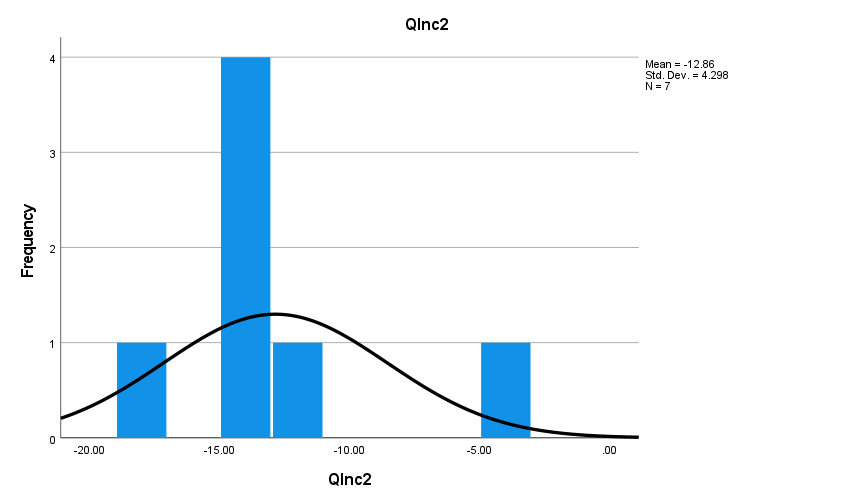 QInc2
Mean = -12.86
Std. Dev. = 4.298
N = 7
Frequency
4
3
2
1
0
-20.00 -15.00 -10.00 -5.00 .00
QInc2